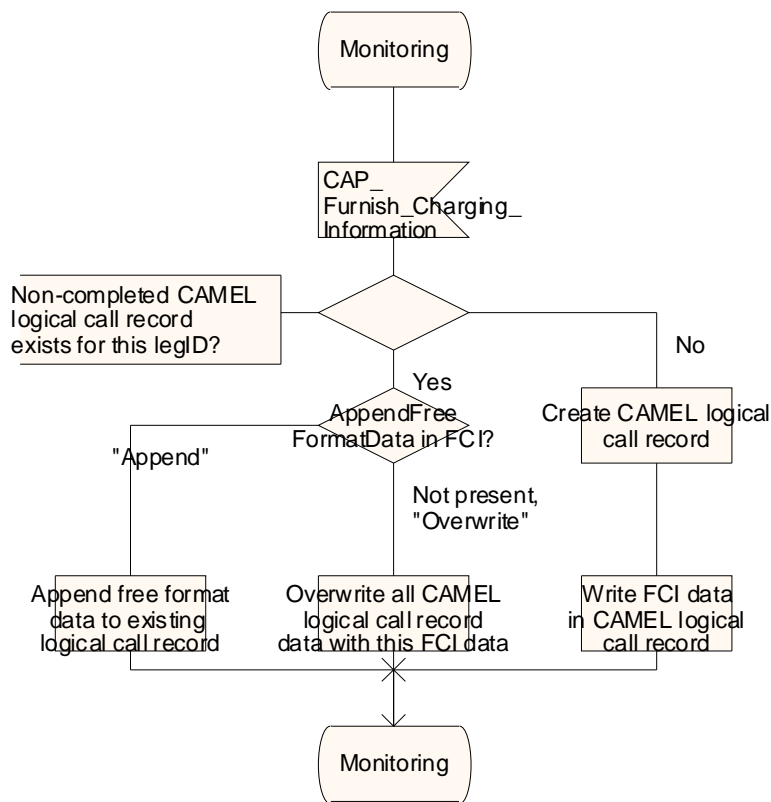 Monitoring
CAP_
Furnish_Charging_
Information
Non-completed CAMEL
logical call record
exists for this legID?
No
Yes
AppendFree
FormatData in FCI?
Create CAMEL logical
call record
"Append"
Not present,
"Overwrite"
Append free format
data to existing
logical call record
Overwrite all CAMEL
logical call record
data with this FCI data
Write FCI data
in CAMEL logical
call record
Monitoring